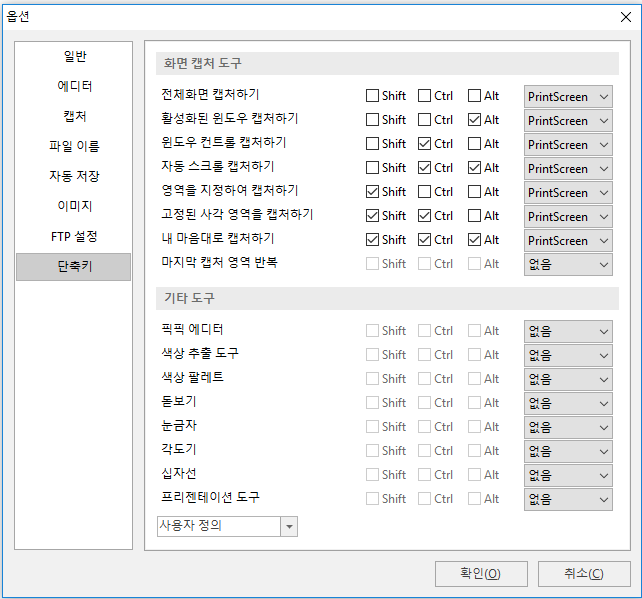 옵션
일반
에디터
캡처
파일 이름
자동 저장
이미지
FTP 설정
단축키
화면 캡처 도구
전체화면 캡처하기 Shift Ctrl Alt PrintScreen
활성화된 윈도우 캡처하기 Shift Ctrl Alt PrintScreen
윈도우 컨트롤 캡처하기 Shift Ctrl Alt PrintScreen
자동 스크롤 캡처하기 Shift Ctrl Alt PrintScreen
영역을 지정하여 캡처하기 Shift Ctrl Alt PrintScreen
고정된 사각 영역을 캡처하기 Shift Ctrl Alt PrintScreen
내 마음대로 캡처하기 Shift Ctrl Alt PrintScreen
마지막 캡처 영역 반복 Shift Ctrl Alt 없음
기타 도구
픽픽 에디터 Shift Ctrl Alt 없음
색상 추출 도구 Shift Ctrl Alt 없음
색상 팔레트 Shift Ctrl Alt 없음
돋보기 Shift Ctrl Alt 없음
눈금자 Shift Ctrl Alt 없음
각도기 Shift Ctrl Alt 없음
십자선 Shift Ctrl Alt 없음
프리젠테이션 도구 Shift Ctrl Alt 없음
사용자 정의
확인(O) 취소(C)